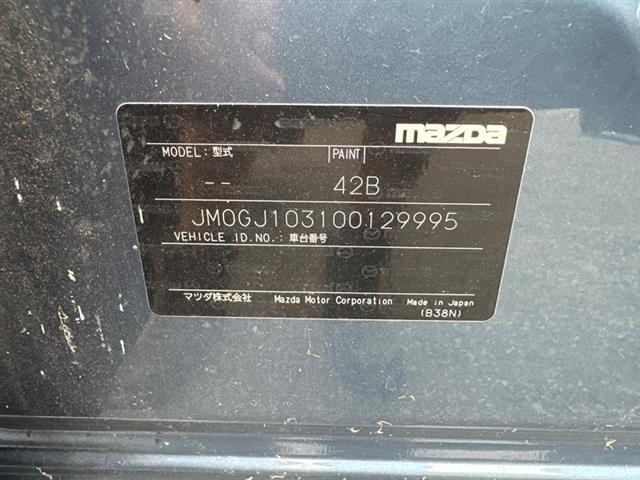 mazda
MODEL: 型式 PAINT
-- 42B
JM0GJ103100129995
VEHICLE I.D.NO.: 車台番号
マツダ株式会社 Mazda Motor Corporation Made in Japan
(B38N)